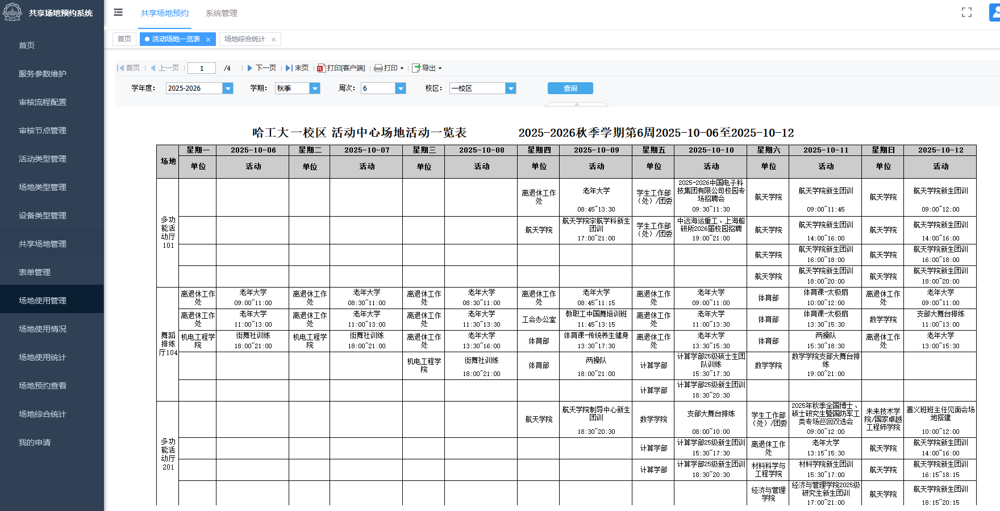 共享场地预约系统
共享场地预约 系统管理
首页 活动场地一览表 × 场地综合统计 ×
首页
服务参数维护
审核流程配置
审核节点管理
活动类型管理
场地类型管理
设备类型管理
共享场地管理
表单管理
场地使用管理
场地使用情况
场地使用统计
场地预约查看
场地综合统计
我的申请
首页 上一页 1 /4 下一页 末页 打印[客户端] 打印 导出
学年度： 2025-2026 学期： 秋季 周次： 6 校区： 一校区 查询
哈工大一校区 活动中心场地活动一览表 2025-2026秋季学期第6周2025-10-06至2025-10-12
场地 星期一 2025-10-06 星期二 2025-10-07 星期三 2025-10-08 星期四 2025-10-09 星期五 2025-10-10 星期六 2025-10-11 星期日 2025-10-12
单位 活动 单位 活动 单位 活动 单位 活动 单位 活动 单位 活动 单位 活动
多功能活动厅101
离退休工作处 老年大学 08:45~13:30 学生工作部（处）/团委 2025-2026中国电子科技集团有限公司校园专场招聘会 09:30~11:30 航天学院 航天学院新生团训 09:00~11:45 航天学院 航天学院新生团训 09:00~12:00
航天学院 航天学院宇航学科新生团训 17:00~21:00 学生工作部（处）/团委 中远海运重工、上海船研所2026届校园招聘 19:00~21:00 航天学院 航天学院新生团训 14:00~16:00 航天学院 航天学院新生团训 14:00~16:00
航天学院 航天学院新生团训 16:00~18:00 航天学院 航天学院新生团训 16:00~18:00
航天学院 航天学院新生团训 18:00~20:00 航天学院 航天学院新生团训 18:00~20:00
舞蹈排练厅104
离退休工作处 老年大学 09:00~11:00 离退休工作处 老年大学 08:30~11:00 离退休工作处 老年大学 08:30~11:00 离退休工作处 老年大学 08:45~11:15 离退休工作处 老年大学 09:00~11:00 体育部 体育课-太极扇 10:00~12:00 离退休工作处 老年大学 09:00~11:00
离退休工作处 老年大学 11:00~13:00 离退休工作处 老年大学 11:00~13:00 离退休工作处 老年大学 11:30~13:30 工会办公室 教职工中国舞培训班 11:45~13:15 离退休工作处 老年大学 11:00~13:30 体育部 体育课-太极扇 13:30~15:30 数学学院 支部大舞台排练 11:00~13:00
机电工程学院 街舞社训练 18:00~21:00 机电工程学院 街舞社训练 18:00~21:00 离退休工作处 老年大学 13:30~16:00 体育部 体育课-传统养生健身 13:30~17:30 离退休工作处 老年大学 13:30~15:30 体育部 两操队 15:30~18:30 离退休工作处 老年大学 13:00~15:30
机电工程学院 街舞社训练 18:00~21:00 体育部 两操队 18:00~21:00 计算学部 计算学部25级硕士生团队训练 15:30~17:30 数学学院 数学学院支部大舞台排练 19:00~21:00
计算学部 计算学部25级新生团训 18:30~20:30
多功能活动厅201
航天学院 航天学院制导中心新生团训 18:30~20:30 数学学院 支部大舞台排练 08:00~10:00 学生工作部（处）/团委 2025年秋季全国博士、硕士研究生暨国防军工类专场巡回双选会 09:00~12:00 未来技术学院/国家卓越工程师学院 善义班班主任见面会场地搭建 10:00~12:00
计算学部 计算学部25级新生团训 15:30~17:30 离退休工作处 老年大学 13:15~15:30 航天学院 航天学院新生团训 14:00~16:00
计算学部 计算学部25级新生团训 18:30~20:30 材料科学与工程学院 材料学院新生团训 15:30~17:00 航天学院 航天学院新生团训 16:15~18:15
经济与管理学院 经济与管理学院2025级研究生新生团训 17:00~21:00 航天学院 航天学院新生团训 18:15~20:15